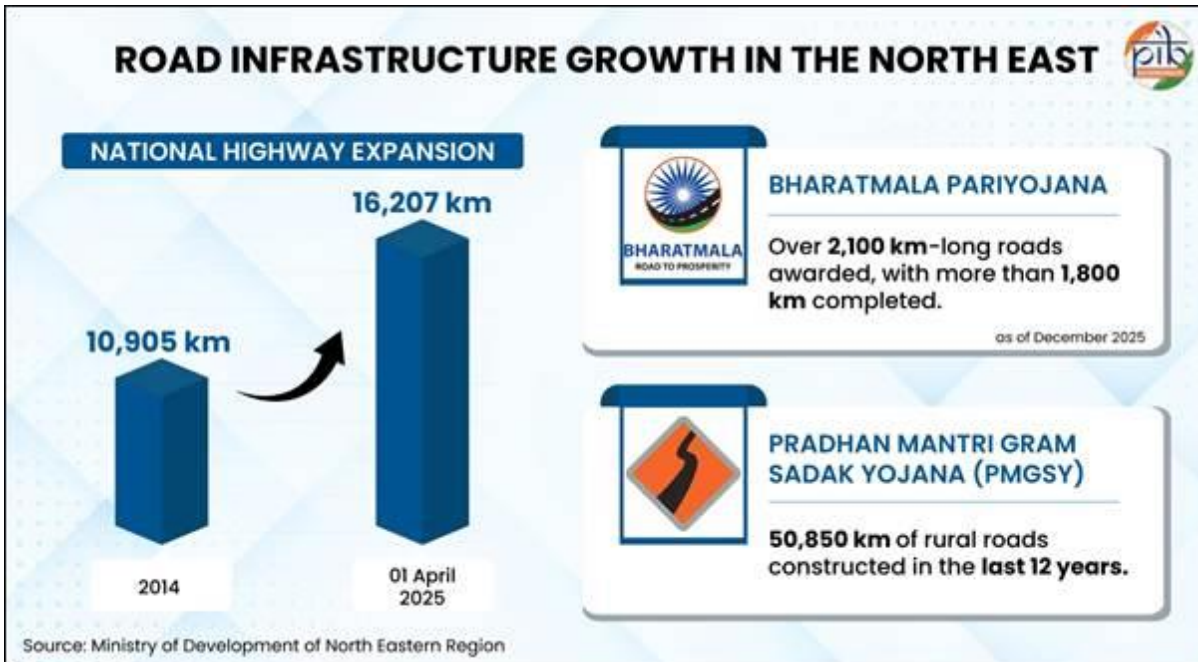 ROAD INFRASTRUCTURE GROWTH IN THE NORTH EAST
pib
NATIONAL HIGHWAY EXPANSION
16,207 km
10,905 km
2014
01 April
2025
BHARATMALA
ROAD TO PROSPERITY
BHARATMALA PARIYOJANA
Over 2,100 km-long roads
awarded, with more than 1,800
km completed.
as of December 2025
PRADHAN MANTRI GRAM
SADAK YOJANA (PMGSY)
50,850 km of rural roads
constructed in the last 12 years.
Source: Ministry of Development of North Eastern Region